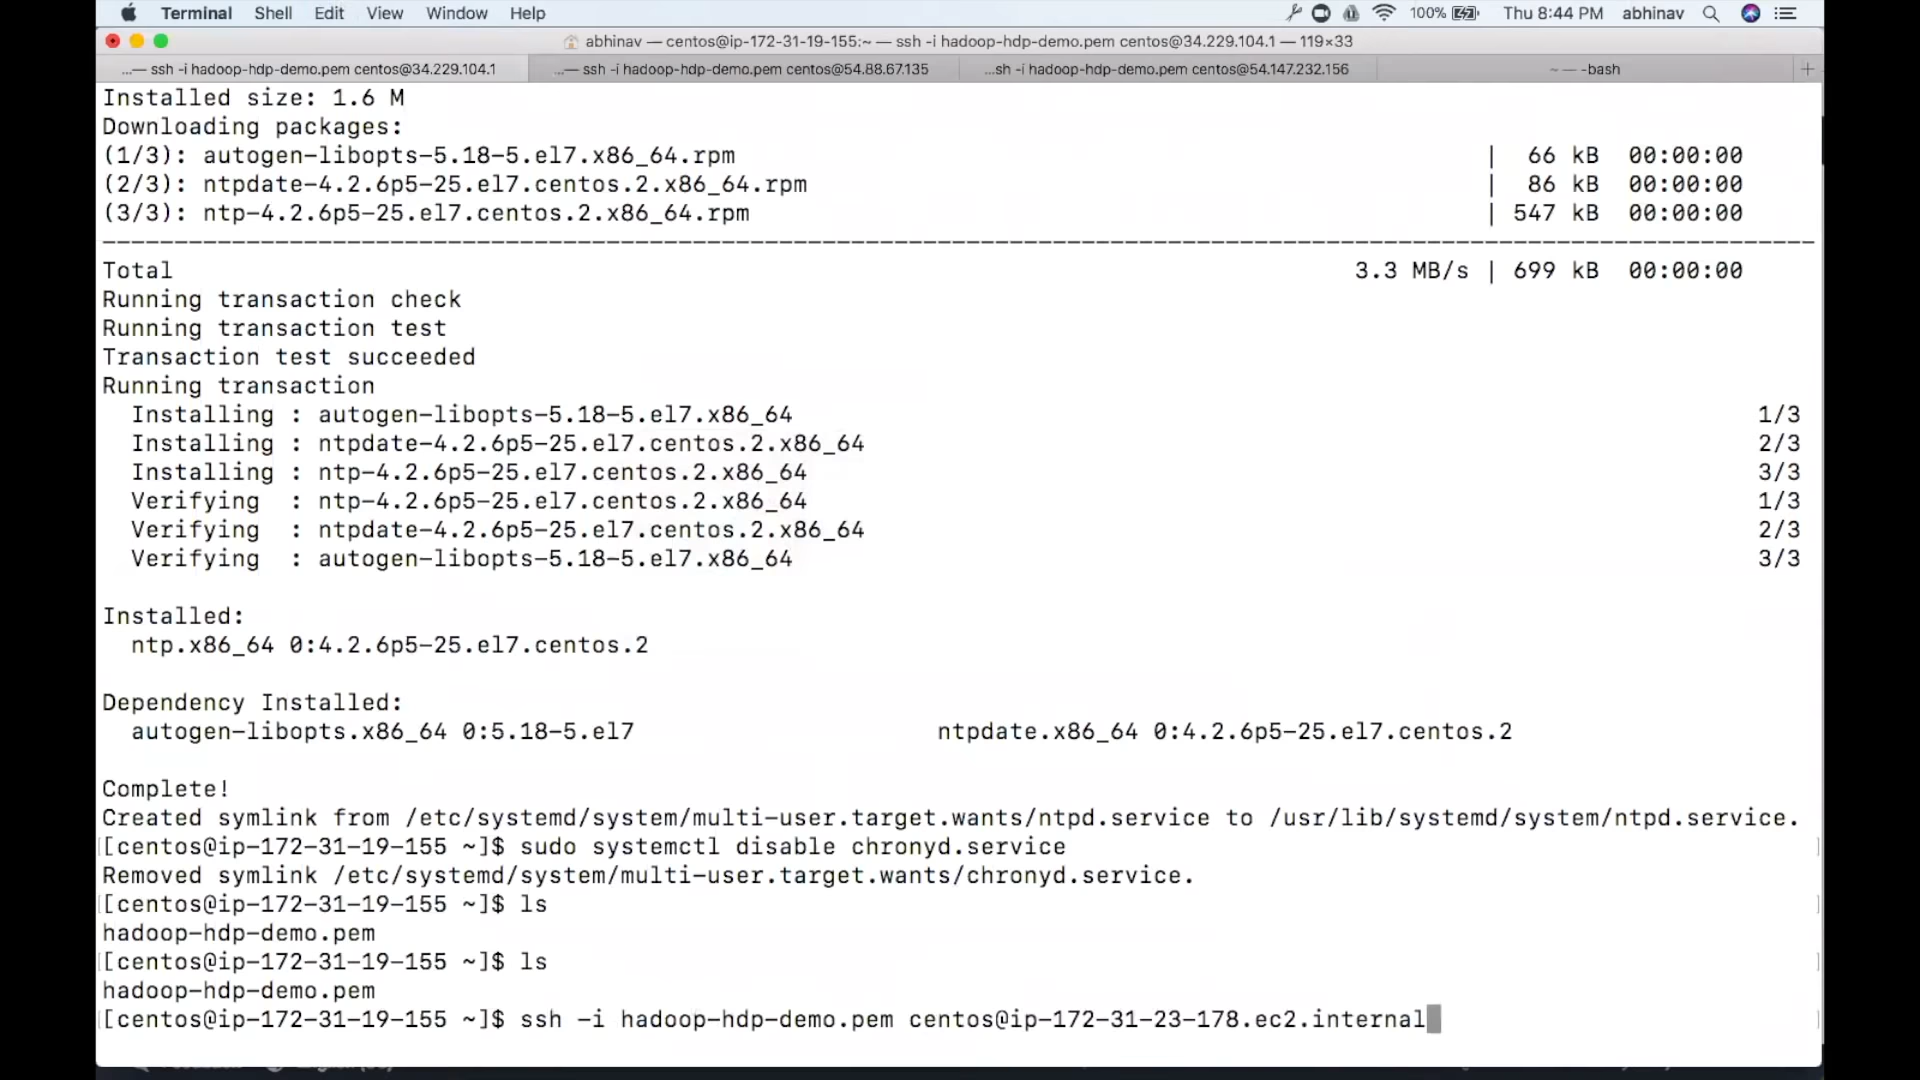 Terminal Shell Edit View Window Help 100% Thu 8:44 PM abhinav
abhinav — centos@ip-172-31-19-155:~ — ssh -i hadoop-hdp-demo.pem centos@34.229.104.1 — 119×33
...— ssh -i hadoop-hdp-demo.pem centos@34.229.104.1 ...— ssh -i hadoop-hdp-demo.pem centos@54.88.67.135 ...sh -i hadoop-hdp-demo.pem centos@54.147.232.156 ~ — -bash +
Installed size: 1.6 M
Downloading packages:
(1/3): autogen-libopts-5.18-5.el7.x86_64.rpm | 66 kB 00:00:00
(2/3): ntpdate-4.2.6p5-25.el7.centos.2.x86_64.rpm | 86 kB 00:00:00
(3/3): ntp-4.2.6p5-25.el7.centos.2.x86_64.rpm | 547 kB 00:00:00
-----------------------------------------------------------------------------------------------------------------------
Total 3.3 MB/s | 699 kB 00:00:00
Running transaction check
Running transaction test
Transaction test succeeded
Running transaction
Installing : autogen-libopts-5.18-5.el7.x86_64 1/3
Installing : ntpdate-4.2.6p5-25.el7.centos.2.x86_64 2/3
Installing : ntp-4.2.6p5-25.el7.centos.2.x86_64 3/3
Verifying : ntp-4.2.6p5-25.el7.centos.2.x86_64 1/3
Verifying : ntpdate-4.2.6p5-25.el7.centos.2.x86_64 2/3
Verifying : autogen-libopts-5.18-5.el7.x86_64 3/3
Installed:
ntp.x86_64 0:4.2.6p5-25.el7.centos.2
Dependency Installed:
autogen-libopts.x86_64 0:5.18-5.el7 ntpdate.x86_64 0:4.2.6p5-25.el7.centos.2
Complete!
Created symlink from /etc/systemd/system/multi-user.target.wants/ntpd.service to /usr/lib/systemd/system/ntpd.service.
[centos@ip-172-31-19-155 ~]$ sudo systemctl disable chronyd.service
Removed symlink /etc/systemd/system/multi-user.target.wants/chronyd.service.
[centos@ip-172-31-19-155 ~]$ ls
hadoop-hdp-demo.pem
[centos@ip-172-31-19-155 ~]$ ls
hadoop-hdp-demo.pem
[centos@ip-172-31-19-155 ~]$ ssh -i hadoop-hdp-demo.pem centos@ip-172-31-23-178.ec2.internal